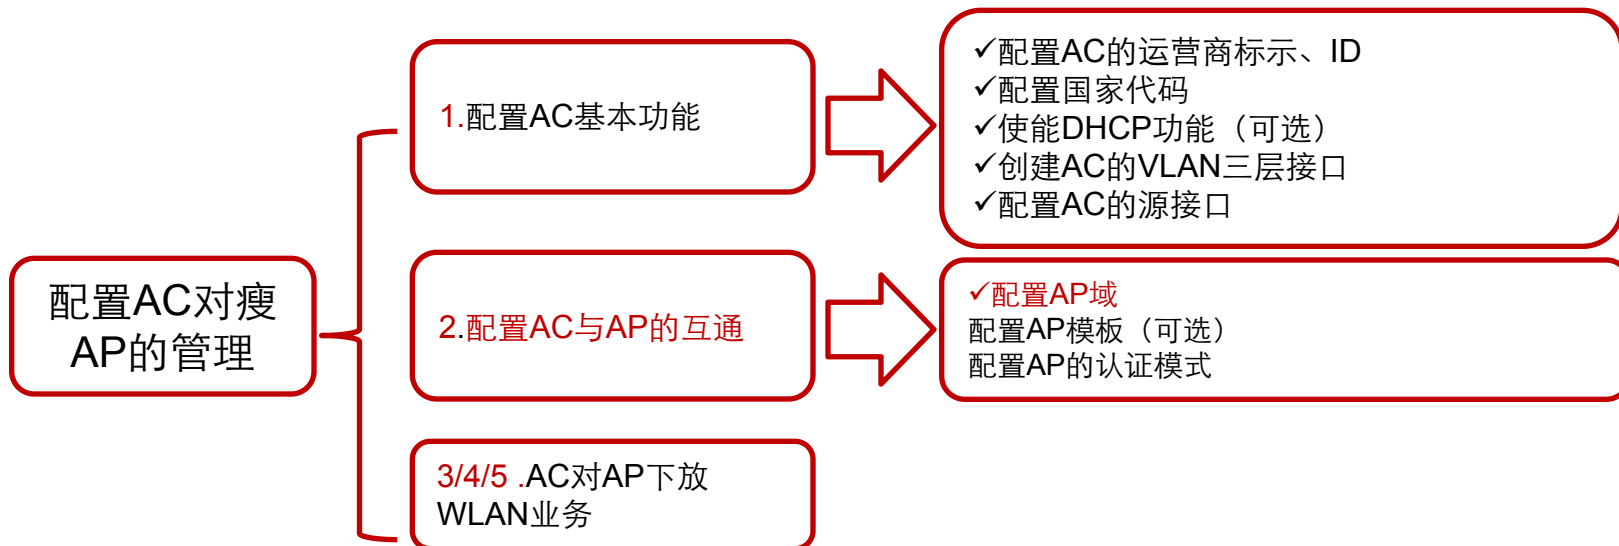 配置AC对瘦
AP的管理
1.配置AC基本功能
✓配置AC的运营商标示、ID
✓配置国家代码
✓使能DHCP功能（可选）
✓创建AC的VLAN三层接口
✓配置AC的源接口
2.配置AC与AP的互通
✓配置AP域
配置AP模板（可选）
配置AP的认证模式
3/4/5 .AC对AP下放
WLAN业务